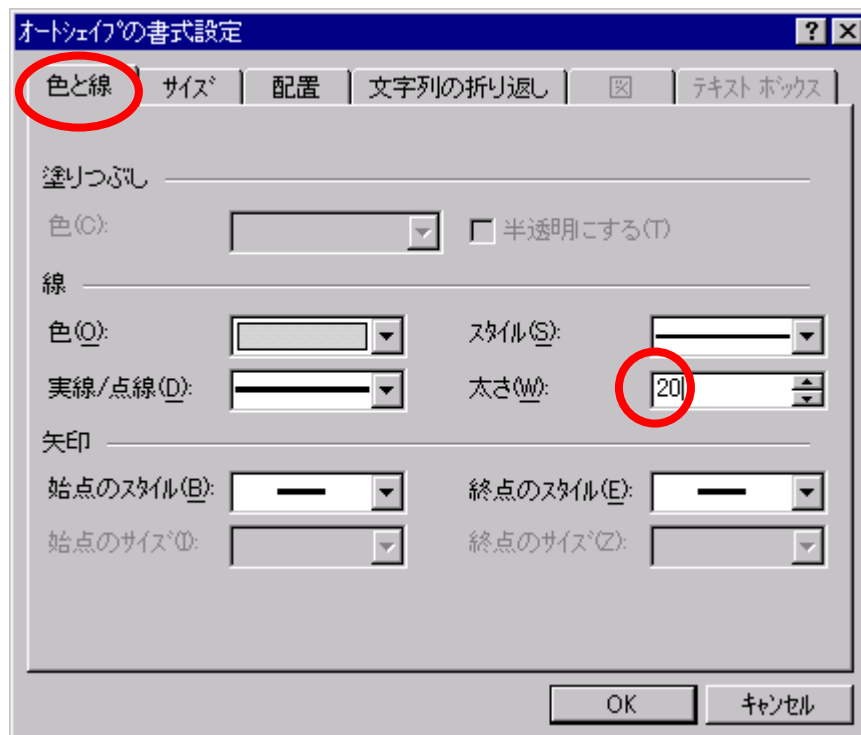 オートシェイプの書式設定
色と線 サイズ 配置 文字列の折り返し 図 テキスト ボックス
塗りつぶし
色(C): 半透明にする(T)
線
色(O): スタイル(S):
実線/点線(D): 太さ(W): 20
矢印
始点のスタイル(B): 終点のスタイル(E):
始点のサイズ(I): 終点のサイズ(Z):
OK キャンセル